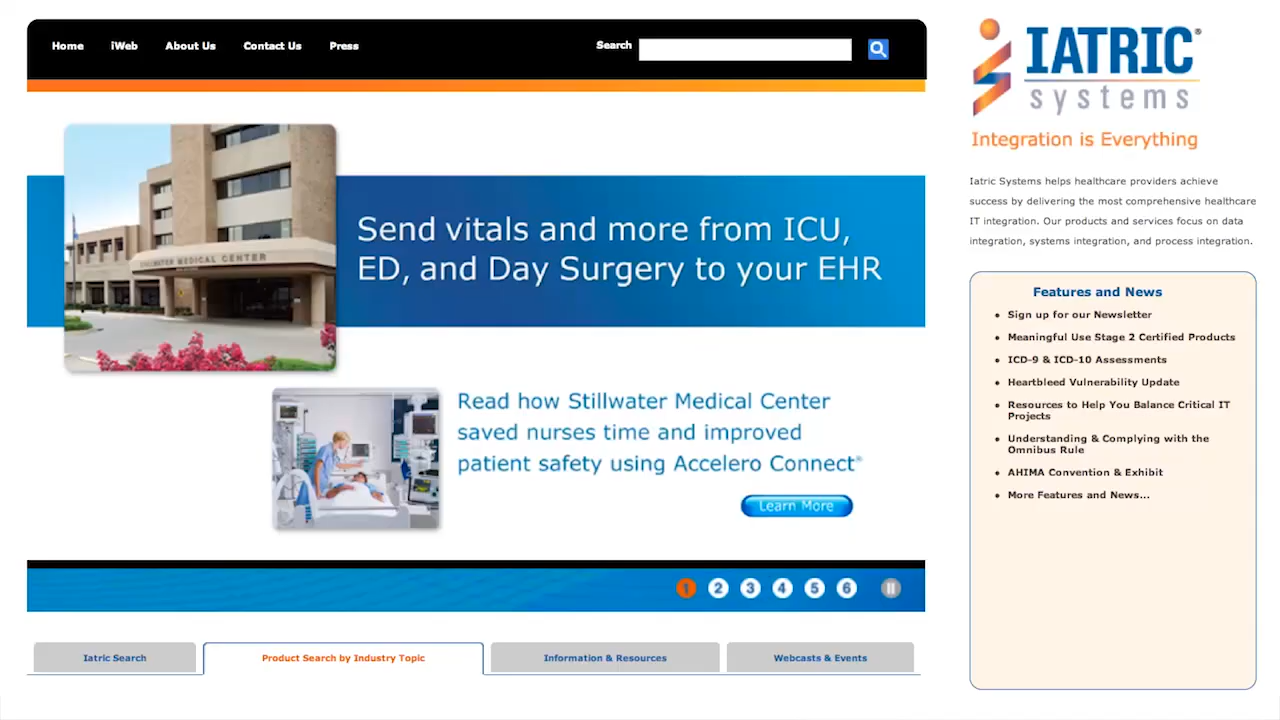 Home iWeb About Us Contact Us Press Search
IATRIC®
systems
Integration is Everything
Iatric Systems helps healthcare providers achieve
success by delivering the most comprehensive healthcare
IT integration. Our products and services focus on data
integration, systems integration, and process integration.
STILLWATER MEDICAL CENTER
Send vitals and more from ICU,
ED, and Day Surgery to your EHR
Read how Stillwater Medical Center
saved nurses time and improved
patient safety using Accelero Connect®
Learn More
1 2 3 4 5 6
Features and News
• Sign up for our Newsletter
• Meaningful Use Stage 2 Certified Products
• ICD-9 & ICD-10 Assessments
• Heartbleed Vulnerability Update
• Resources to Help You Balance Critical IT
Projects
• Understanding & Complying with the
Omnibus Rule
• AHIMA Convention & Exhibit
• More Features and News...
Iatric Search Product Search by Industry Topic Information & Resources Webcasts & Events